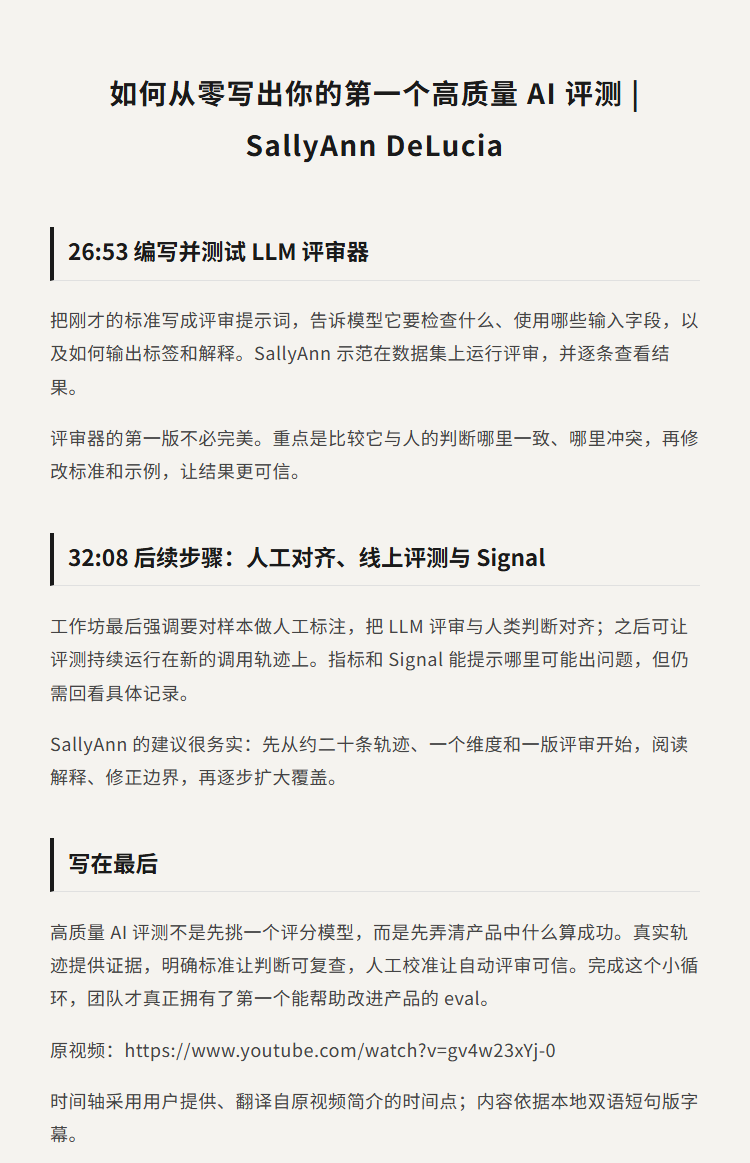 如何从零写出你的第一个高质量 AI 评测 |
SallyAnn DeLucia
26:53 编写并测试 LLM 评审器
把刚才的标准写成评审提示词，告诉模型它要检查什么、使用哪些输入字段，以
及如何输出标签和解释。SallyAnn 示范在数据集上运行评审，并逐条查看结
果。
评审器的第一版不必完美。重点是比较它与人的判断哪里一致、哪里冲突，再修
改标准和示例，让结果更可信。
32:08 后续步骤：人工对齐、线上评测与 Signal
工作坊最后强调要对样本做人工标注，把 LLM 评审与人类判断对齐；之后可让
评测持续运行在新的调用轨迹上。指标和 Signal 能提示哪里可能出问题，但仍
需回看具体记录。
SallyAnn 的建议很务实：先从约二十条轨迹、一个维度和一版评审开始，阅读
解释、修正边界，再逐步扩大覆盖。
写在最后
高质量 AI 评测不是先挑一个评分模型，而是先弄清产品中什么算成功。真实轨
迹提供证据，明确标准让判断可复查，人工校准让自动评审可信。完成这个小循
环，团队才真正拥有了第一个能帮助改进产品的 eval。
原视频：https://www.youtube.com/watch?v=gv4w23xYj-0
时间轴采用用户提供、翻译自原视频简介的时间点；内容依据本地双语短句版字
幕。